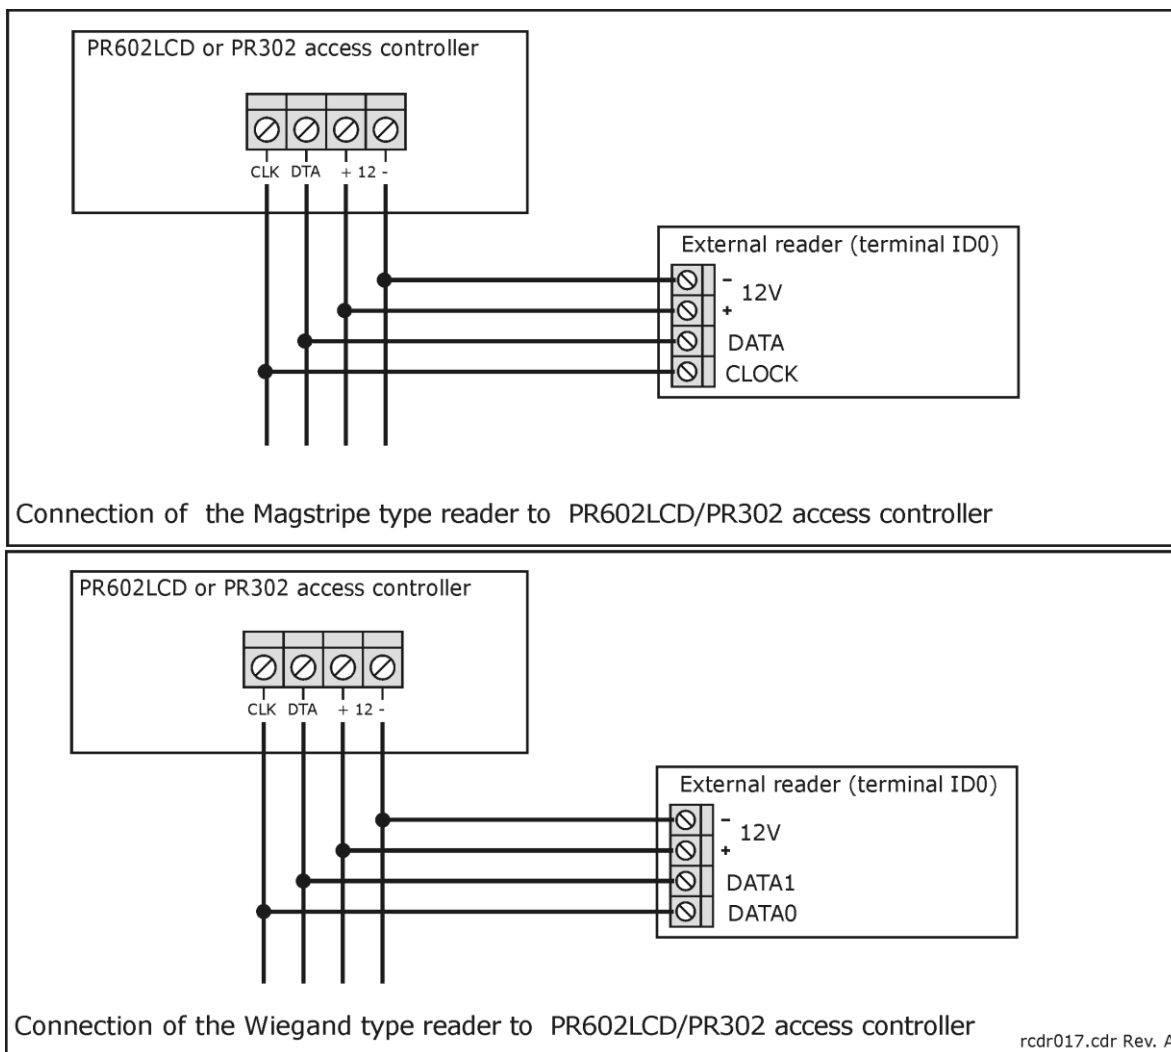 PR602LCD or PR302 access controller
CLK DTA + 12 -
External reader (terminal ID0)
-
12V
+
DATA
CLOCK
Connection of the Magstripe type reader to PR602LCD/PR302 access controller
PR602LCD or PR302 access controller
CLK DTA + 12 -
External reader (terminal ID0)
-
12V
+
DATA1
DATA0
Connection of the Wiegand type reader to PR602LCD/PR302 access controller
rcdr017.cdr Rev. A